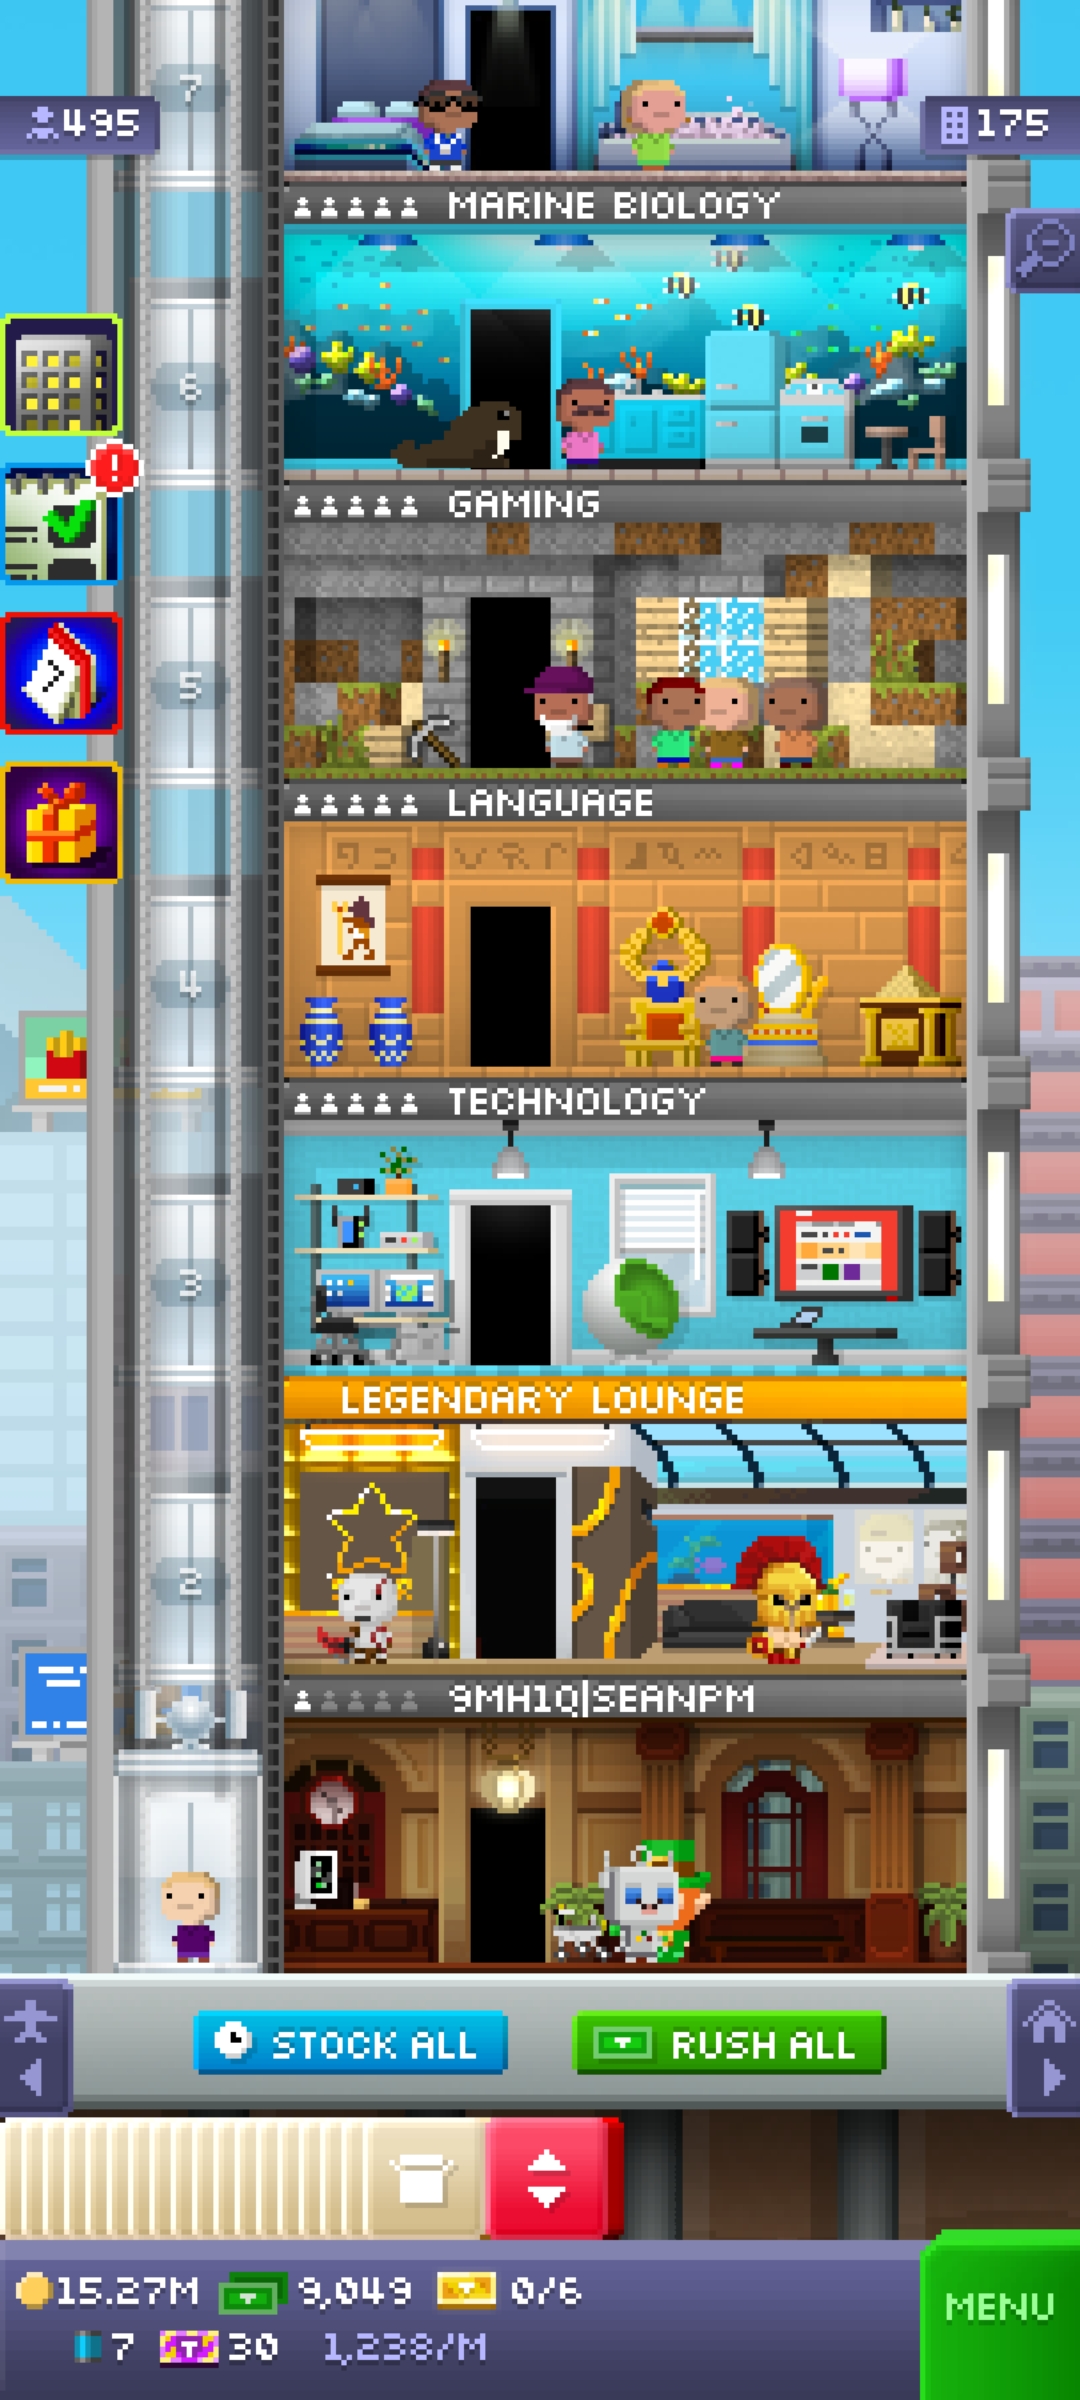 7
495
175
MARINE BIOLOGY
6
GAMING
7
5
LANGUAGE
4
TECHNOLOGY
3
LEGENDARY LOUNGE
2
9MH1Q|SEANPM
STOCK ALL
RUSH ALL
15.27M 9,049 0/6
MENU
7 30 1,238/M